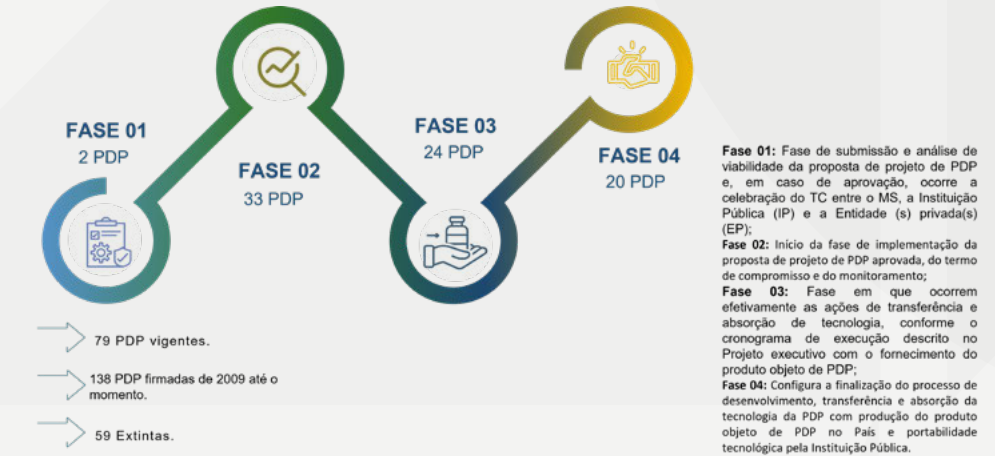 FASE 01
2 PDP
FASE 02
33 PDP
FASE 03
24 PDP
FASE 04
20 PDP
79 PDP vigentes.
138 PDP firmadas de 2009 até o
momento.
59 Extintas.
Fase 01: Fase de submissão e análise de
viabilidade da proposta de projeto de PDP
e, em caso de aprovação, ocorre a
celebração do TC entre o MS, a Instituição
Pública (IP) e a Entidade (s) privada(s)
(EP);
Fase 02: Início da fase de implementação da
proposta de projeto de PDP aprovada, do termo
de compromisso e do monitoramento;
Fase 03: Fase em que ocorrem
efetivamente as ações de transferência e
absorção de tecnologia, conforme o
cronograma de execução descrito no
Projeto executivo com o fornecimento do
produto objeto de PDP;
Fase 04: Configura a finalização do processo de
desenvolvimento, transferência e absorção da
tecnologia da PDP com produção do produto
objeto de PDP no País e portabilidade
tecnológica pela Instituição Pública.